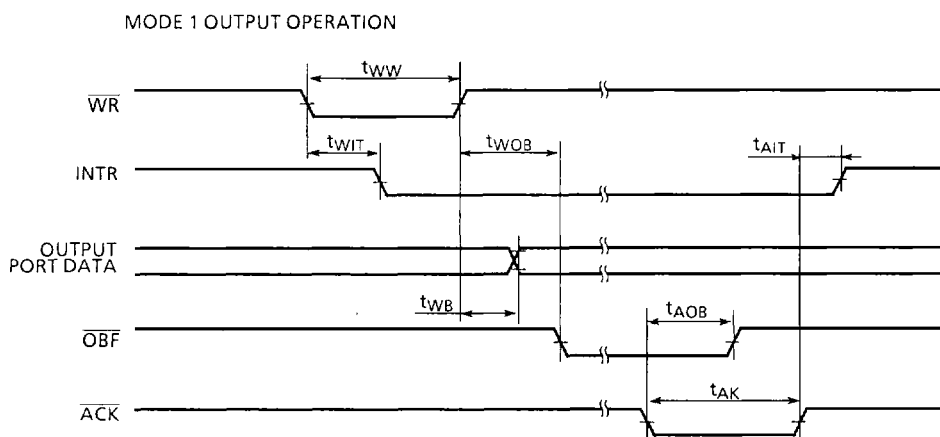 MODE 1 OUTPUT OPERATION
tWW
WR
tWIT
tWOB
tAIT
INTR
OUTPUT
PORT DATA
tWB
tAOB
OBF
tAK
ACK